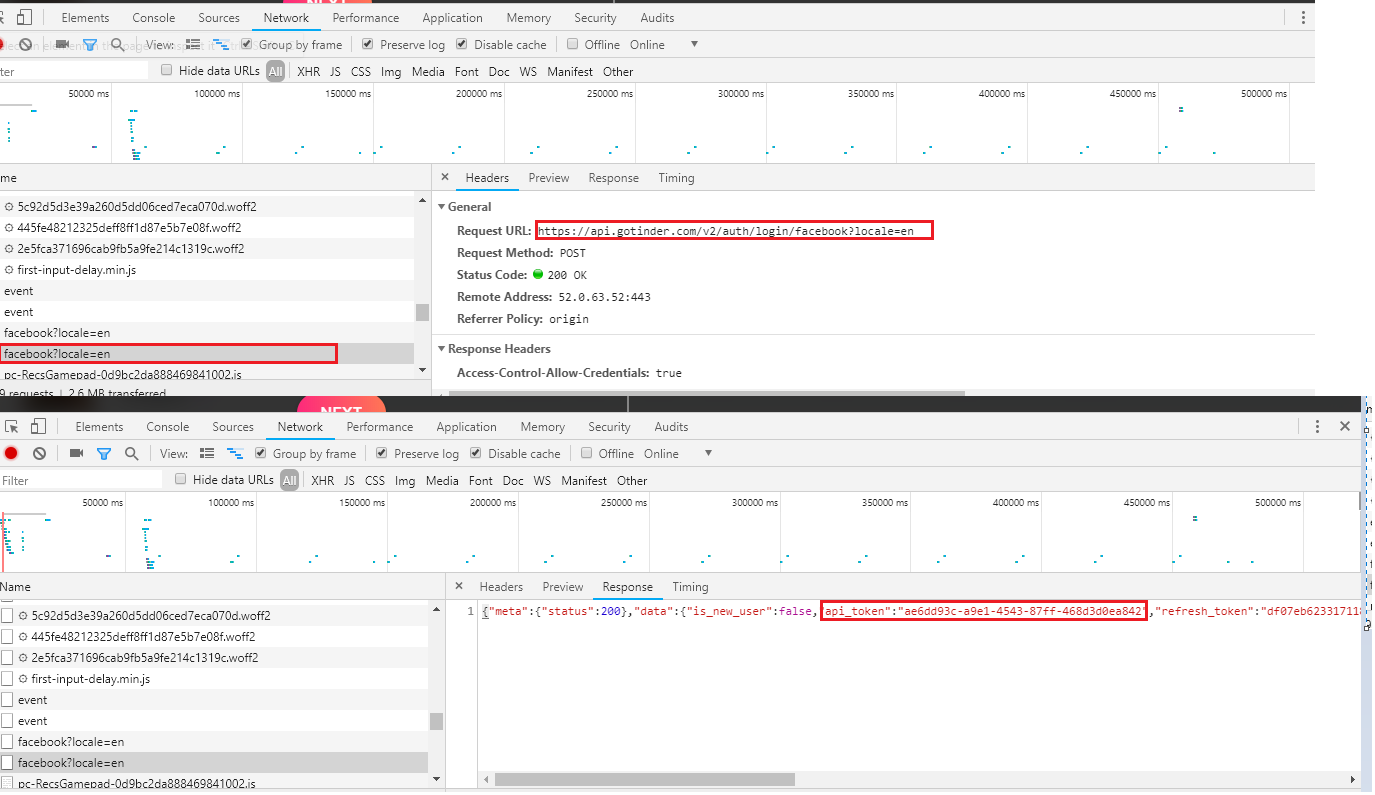 Elements Console Sources Network Performance Application Memory Security Audits
View: Group by frame Preserve log Disable cache Offline Online
Hide data URLs All XHR JS CSS Img Media Font Doc WS Manifest Other
50000 ms 100000 ms 150000 ms 200000 ms 250000 ms 300000 ms 350000 ms 400000 ms 450000 ms 500000 ms
me
× Headers Preview Response Timing
5c92d5d3e39a260d5dd06ced7eca070d.woff2
445fe48212325deff8ff1d87e5b7e08f.woff2
2e5fca371696cab9fb5a9fe214c1319c.woff2
first-input-delay.min.js
event
event
facebook?locale=en
facebook?locale=en
pc-RecsGamepad-0d9bc2da888469841002.js
9 requests | 2.6 MB transferred
General
Request URL: https://api.gotinder.com/v2/auth/login/facebook?locale=en
Request Method: POST
Status Code: 200 OK
Remote Address: 52.0.63.52:443
Referrer Policy: origin
Response Headers
Access-Control-Allow-Credentials: true
NEXT
Elements Console Sources Network Performance Application Memory Security Audits
View: Group by frame Preserve log Disable cache Offline Online
Filter Hide data URLs All XHR JS CSS Img Media Font Doc WS Manifest Other
50000 ms 100000 ms 150000 ms 200000 ms 250000 ms 300000 ms 350000 ms 400000 ms 450000 ms 500000 ms
Name
× Headers Preview Response Timing
5c92d5d3e39a260d5dd06ced7eca070d.woff2
445fe48212325deff8ff1d87e5b7e08f.woff2
2e5fca371696cab9fb5a9fe214c1319c.woff2
first-input-delay.min.js
event
event
facebook?locale=en
facebook?locale=en
pc-RecsGamepad-0d9bc2da888469841002.js
1 {"meta":{"status":200},"data":{"is_new_user":false,"api_token":"ae6dd93c-a9e1-4543-87ff-468d3d0ea842","refresh_token":"df07eb623317118